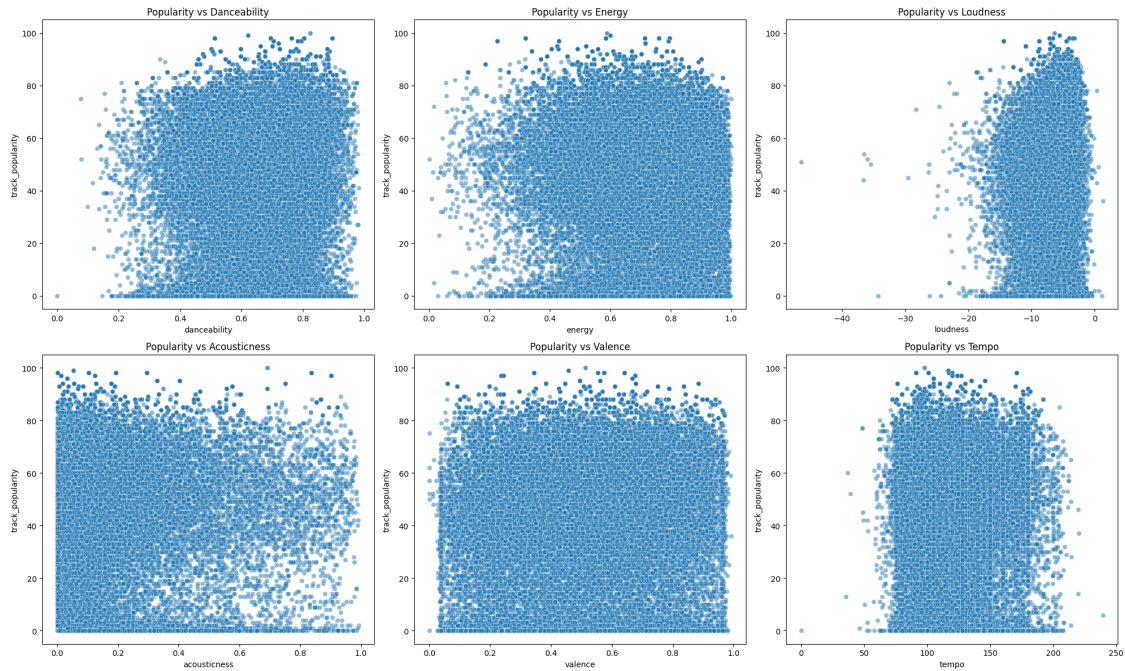 Popularity vs Danceability
100
80
60
40
20
0
track_popularity
0.0 0.2 0.4 0.6 0.8 1.0
danceability
Popularity vs Energy
100
80
60
40
20
0
track_popularity
0.0 0.2 0.4 0.6 0.8 1.0
energy
Popularity vs Loudness
100
80
60
40
20
0
track_popularity
−40 −30 −20 −10 0
loudness
Popularity vs Acousticness
100
80
60
40
20
0
track_popularity
0.0 0.2 0.4 0.6 0.8 1.0
acousticness
Popularity vs Valence
100
80
60
40
20
0
track_popularity
0.0 0.2 0.4 0.6 0.8 1.0
valence
Popularity vs Tempo
100
80
60
40
20
0
track_popularity
0 50 100 150 200 250
tempo